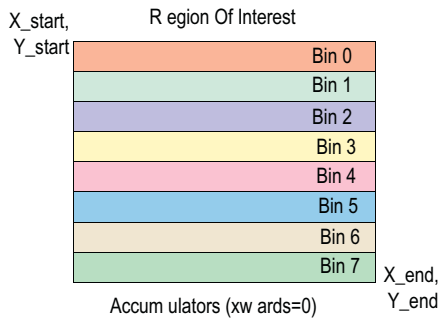 X_start,
Y_start
R egion Of Interest
Bin 0
Bin 1
Bin 2
Bin 3
Bin 4
Bin 5
Bin 6
Bin 7
X_end,
Y_end
Accum ulators (xw ards=0)